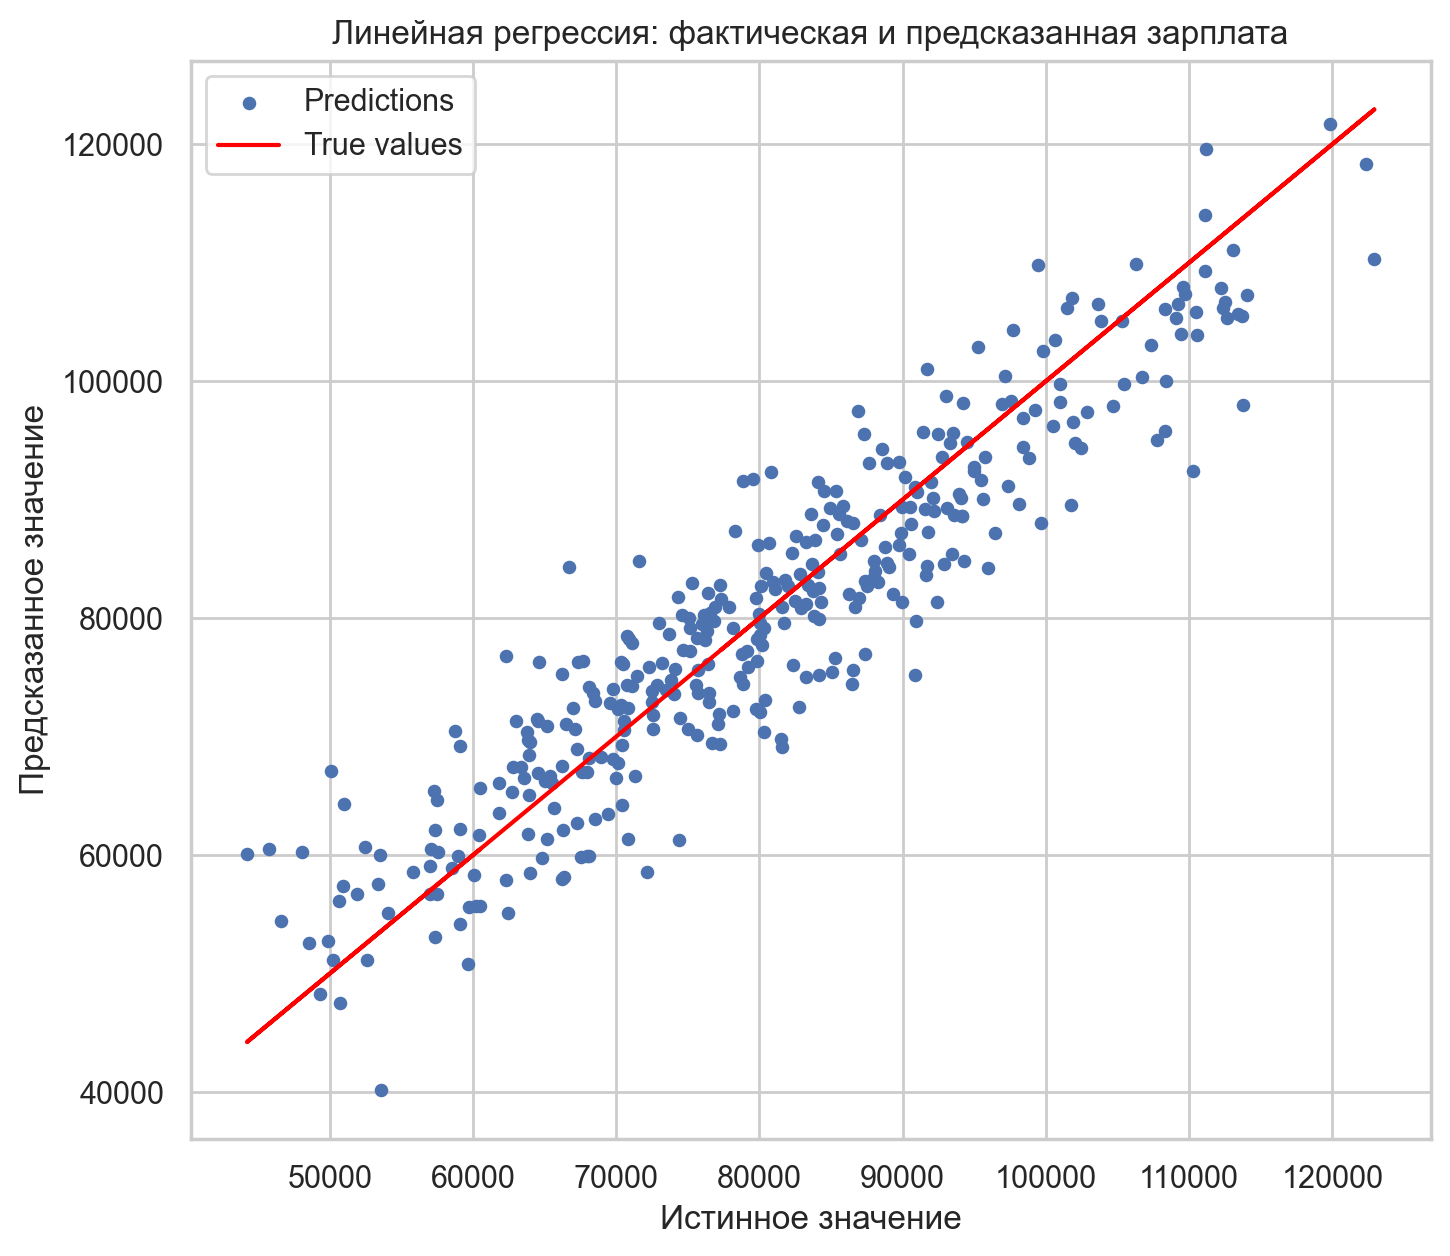 Линейная регрессия: фактическая и предсказанная зарплата
Predictions
True values
120000
100000
80000
60000
40000
Предсказанное значение
50000 60000 70000 80000 90000 100000 110000 120000
Истинное значение